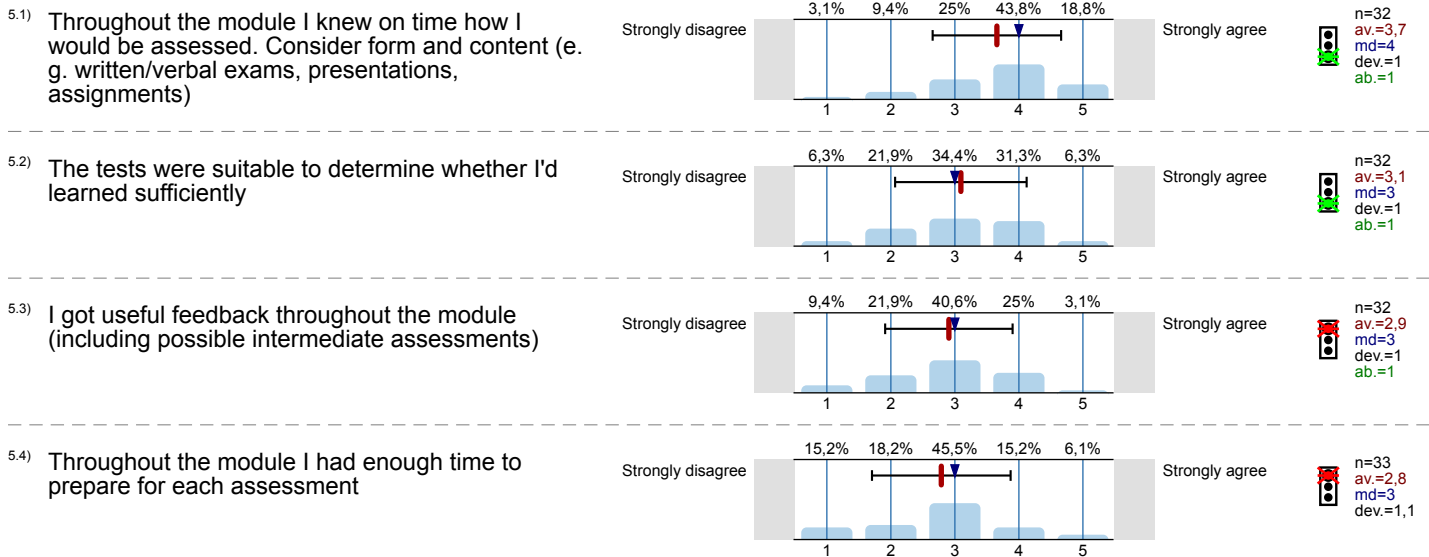 3,1% 9,4% 25% 43,8% 18,8%
5.1) Throughout the module I knew on time how I
would be assessed. Consider form and content (e.
g. written/verbal exams, presentations,
assignments)
Strongly disagree
Strongly agree
n=32
av.=3,7
md=4
dev.=1
ab.=1
1 2 3 4 5
6,3% 21,9% 34,4% 31,3% 6,3%
5.2) The tests were suitable to determine whether I'd
learned sufficiently
Strongly disagree
Strongly agree
n=32
av.=3,1
md=3
dev.=1
ab.=1
1 2 3 4 5
9,4% 21,9% 40,6% 25% 3,1%
5.3) I got useful feedback throughout the module
(including possible intermediate assessments)
Strongly disagree
Strongly agree
n=32
av.=2,9
md=3
dev.=1
ab.=1
1 2 3 4 5
15,2% 18,2% 45,5% 15,2% 6,1%
5.4) Throughout the module I had enough time to
prepare for each assessment
Strongly disagree
Strongly agree
n=33
av.=2,8
md=3
dev.=1,1
1 2 3 4 5